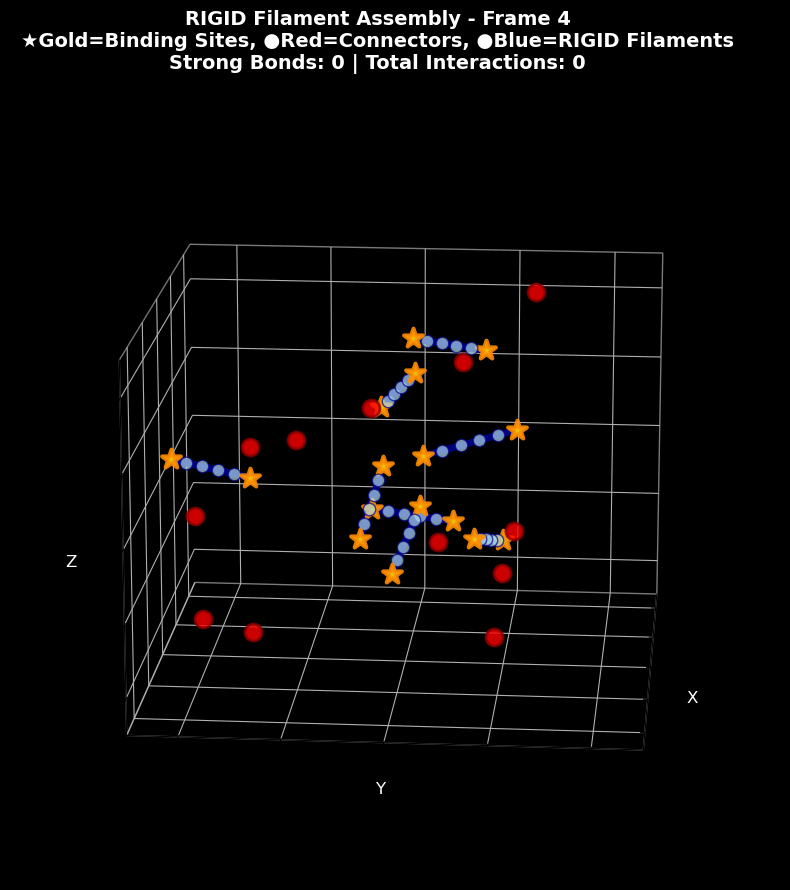 RIGID Filament Assembly - Frame 4
★Gold=Binding Sites, ●Red=Connectors, ●Blue=RIGID Filaments
Strong Bonds: 0 | Total Interactions: 0
Z
X
Y